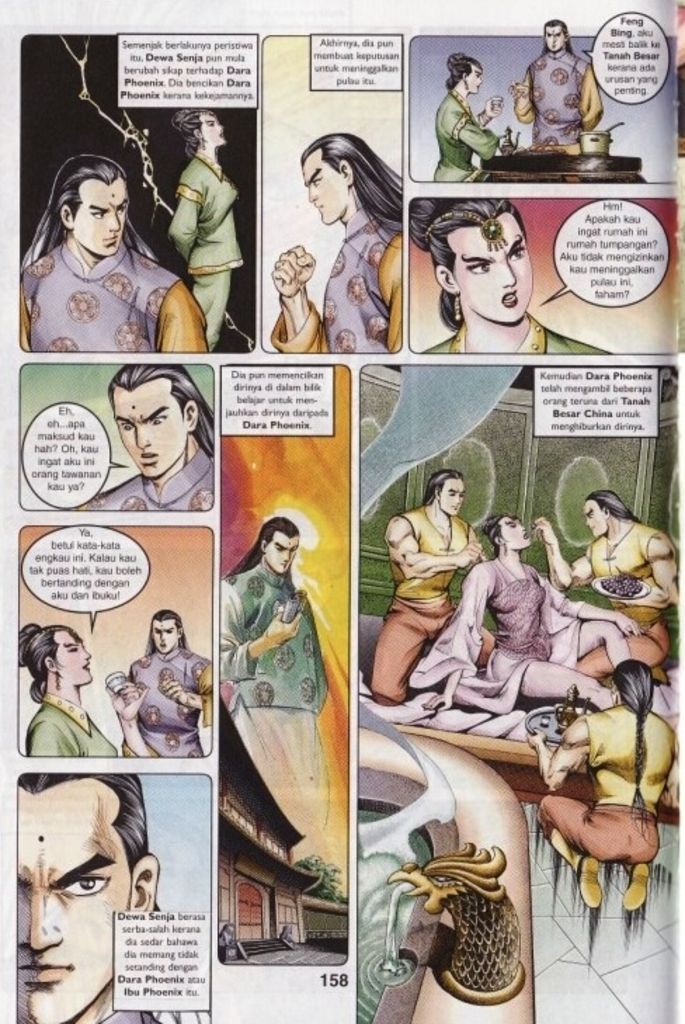 Semenjak berlakunya peristiwa
itu, Dewa Senja pun mula
berubah sikap terhadap Dara
Phoenix. Dia bencikan Dara
Phoenix kerana kekejamannya.
Akhirnya, dia pun
membuat keputusan
untuk meninggalkan
pulau itu.
Feng
Bing, aku
mesti balik ke
Tanah Besar
kerana ada
urusan yang
penting.
Hm!
Apakah kau
ingat rumah ini
rumah tumpangan?
Aku tidak mengizinkan
kau meninggalkan
pulau ini,
faham?
Eh,
eh...apa
maksud kau
hah? Oh, kau
ingat aku ini
orang tawanan
kau ya?
Ya,
betul kata-kata
engkau ini. Kalau kau
tak puas hati, kau boleh
bertanding dengan
aku dan ibuku!
Dewa Senja berasa
serba-salah kerana
dia sedar bahawa
dia memang tidak
setanding dengan
Dara Phoenix atau
Ibu Phoenix itu.
Dia pun memencilkan
dirinya di dalam bilik
belajar untuk men-
jauhkan dirinya daripada
Dara Phoenix.
Kemudian Dara Phoenix
telah mengambil beberapa
orang teruna dari Tanah
Besar China untuk
menghiburkan dirinya.
158